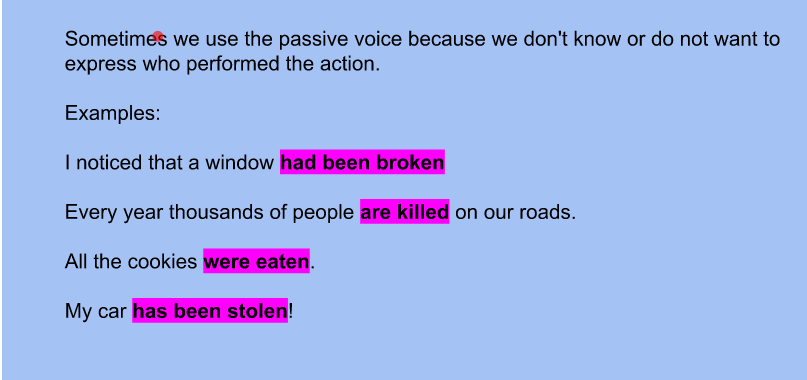 Sometimes we use the passive voice because we don't know or do not want to
express who performed the action.
Examples:
I noticed that a window had been broken
Every year thousands of people are killed on our roads.
All the cookies were eaten.
My car has been stolen!